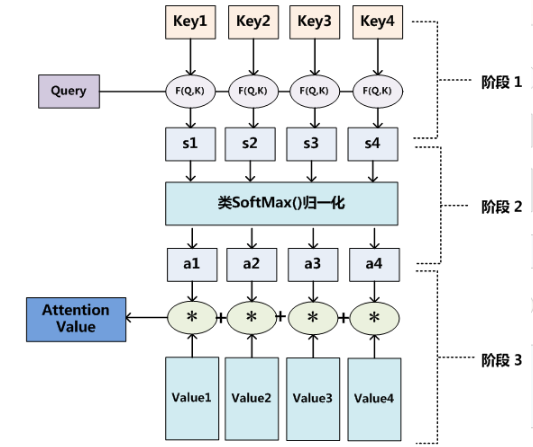 Key1 Key2 Key3 Key4
阶段 1
Query F(Q,K) F(Q,K) F(Q,K) F(Q,K)
s1 s2 s3 s4
类SoftMax()归一化
阶段 2
a1 a2 a3 a4
Attention
Value
* + * + * + *
阶段 3
Value1 Value2 Value3 Value4